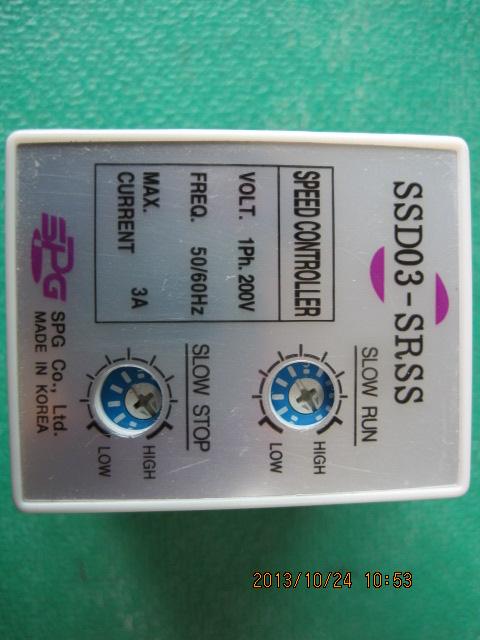 SSD03-SRSS
SPEED CONTROLLER
VOLT. 1Ph.200V
FREQ. 50/60Hz
MAX.
CURRENT 3A
SLOW RUN
LOW
HIGH
SLOW STOP
LOW
HIGH
SPG
SPG Co., Ltd.
MADE IN KOREA
2013/10/24 10:53